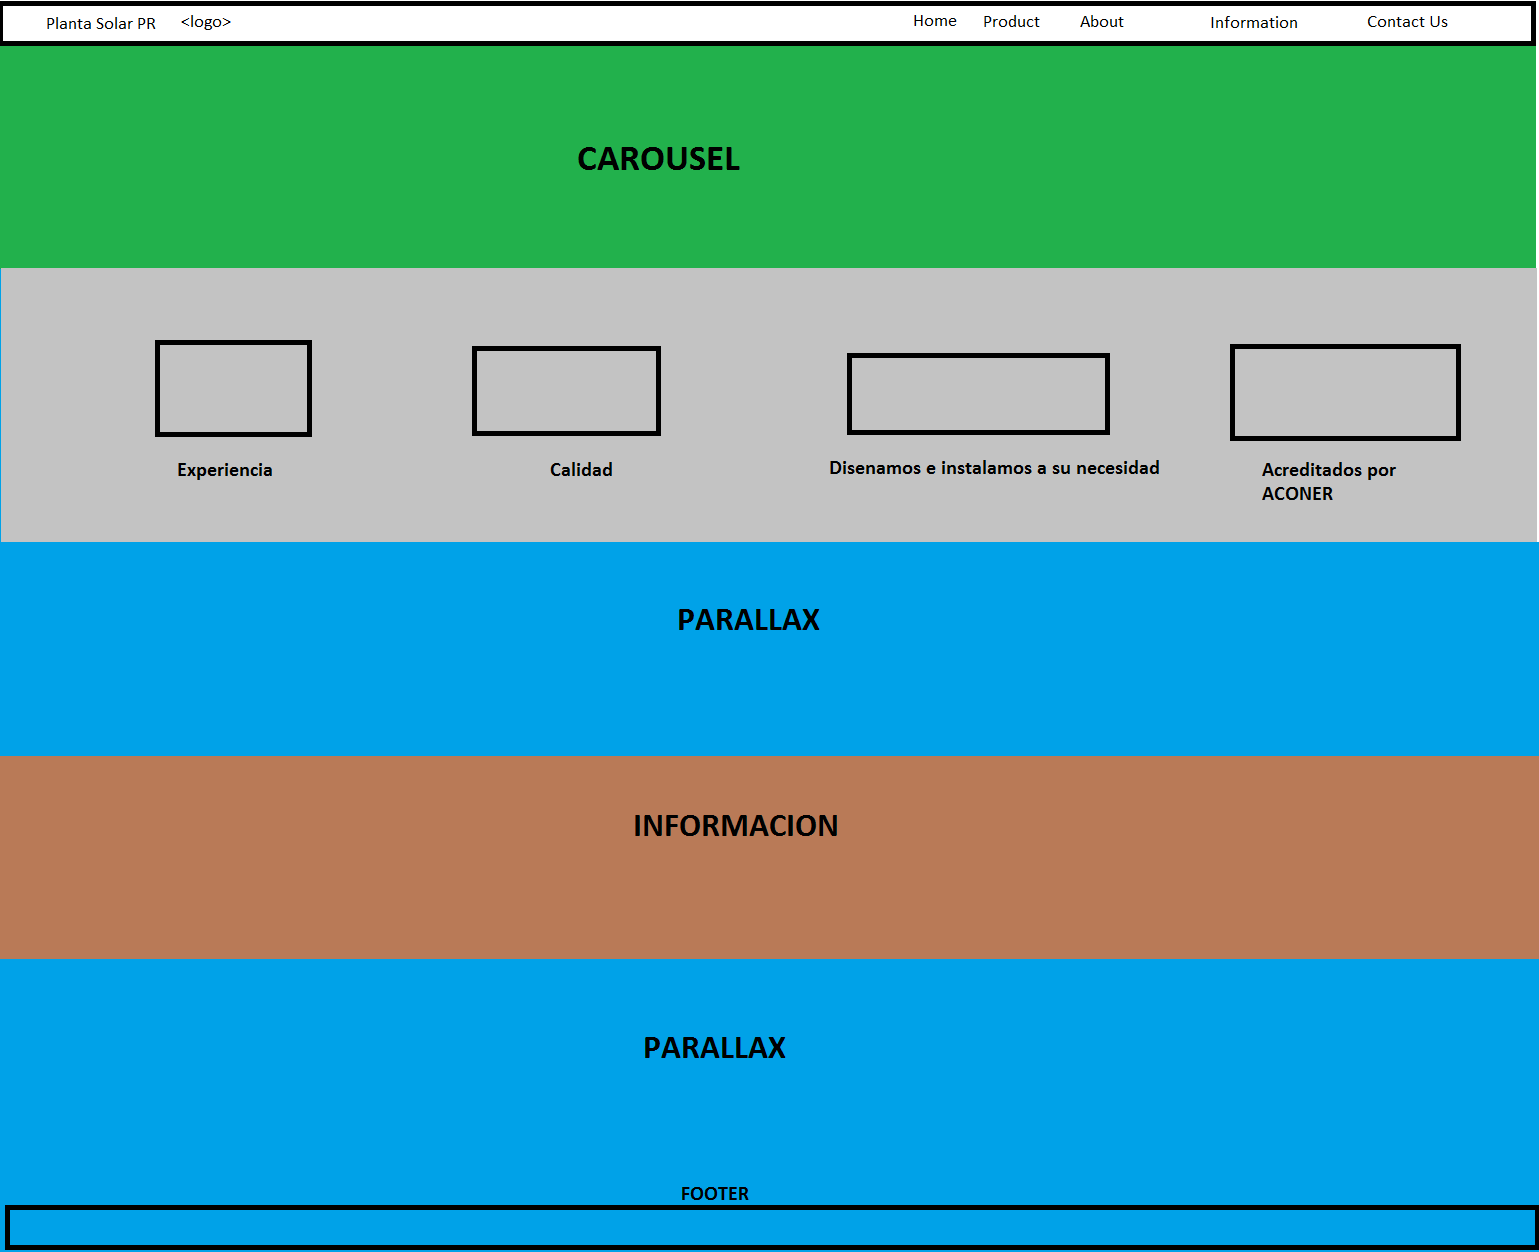 Planta Solar PR <logo> Home Product About Information Contact Us
CAROUSEL
Experiencia
Calidad
Disenamos e instalamos a su necesidad
Acreditados por
ACONER
PARALLAX
INFORMACION
PARALLAX
FOOTER